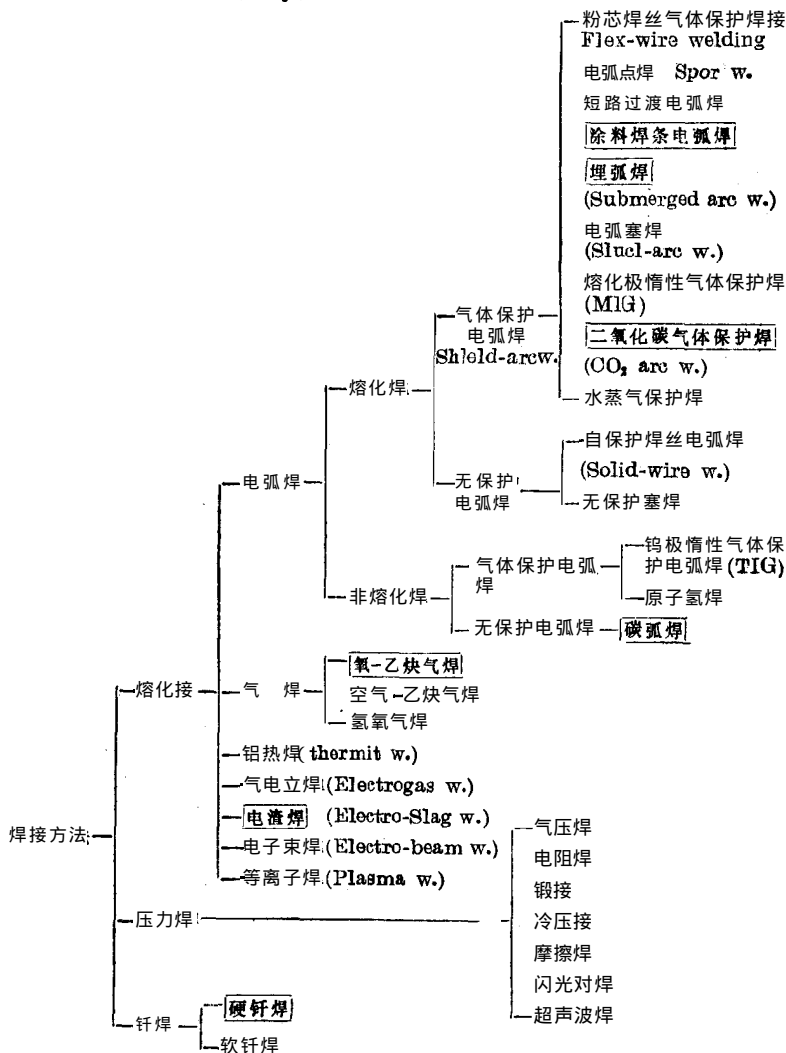 粉芯焊丝气体保护焊接
Flex-wire welding
电弧点焊 Spor w.
短路过渡电弧焊
涂料焊条电弧焊
埋弧焊
(Submerged arc w.)
电弧塞焊
(Slucl-arc w.)
熔化极惰性气体保护焊
(MIG)
气体保护
电弧焊
Shield-arcw.
二氧化碳气体保护焊
(CO₂ arc w.)
熔化焊
水蒸气保护焊
自保护焊丝电弧焊
(Solid-wire w.)
电弧焊
无保护
电弧焊
无保护塞焊
钨极惰性气体保
护电弧焊(TIG)
气体保护电弧
焊
非熔化焊
原子氢焊
无保护电弧焊
碳弧焊
氧-乙炔气焊
熔化接
气 焊
空气-乙炔气焊
氢氧气焊
铝热焊(thermit w.)
气电立焊(Electrogas w.)
电渣焊 (Electro-Slag w.)
焊接方法
电子束焊(Electro-beam w.)
等离子焊(Plasma w.)
气压焊
电阻焊
锻接
压力焊
冷压接
摩擦焊
闪光对焊
超声波焊
硬钎焊
钎焊
软钎焊